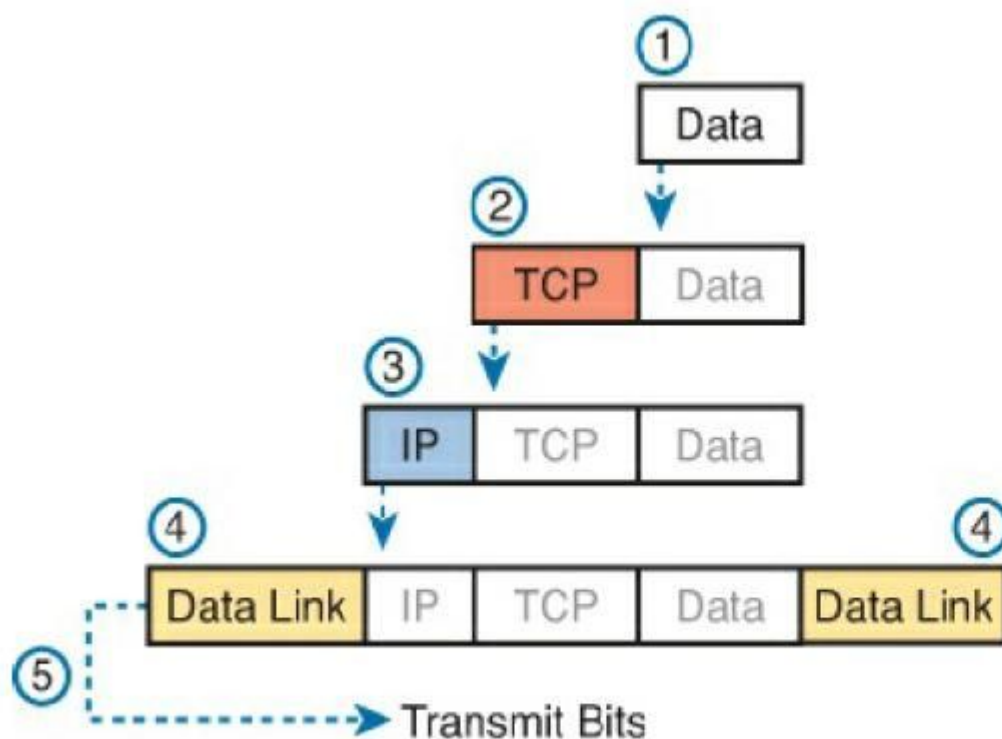 1
Data
2
TCP Data
3
IP TCP Data
4 4
Data Link IP TCP Data Data Link
5
Transmit Bits